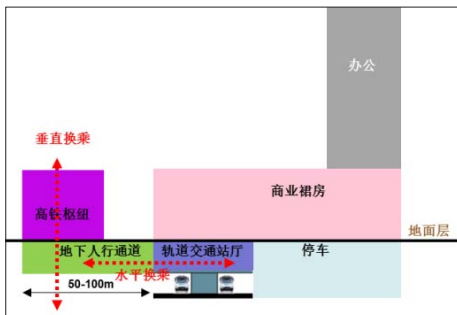 办公
垂直换乘
商业裙房
高铁枢纽
地面层
地下人行通道
轨道交通站厅
停车
水平换乘
50-100m